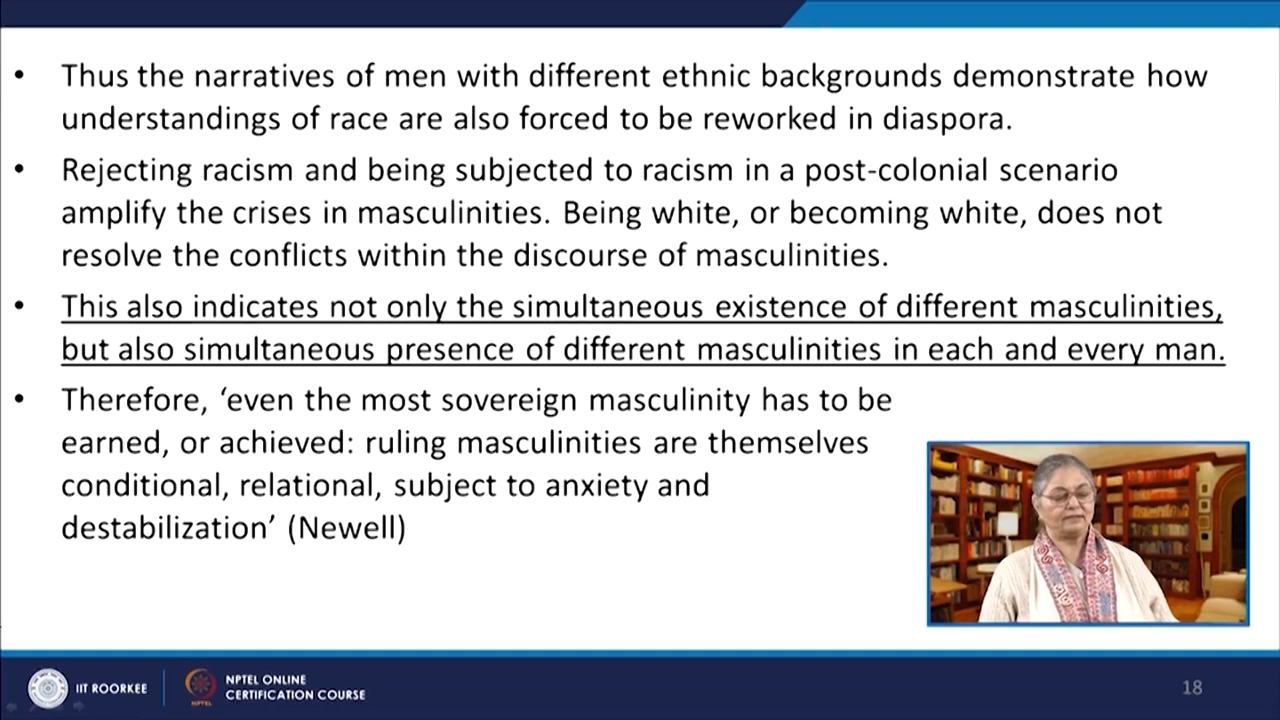 • Thus the narratives of men with different ethnic backgrounds demonstrate how
understandings of race are also forced to be reworked in diaspora.
• Rejecting racism and being subjected to racism in a post-colonial scenario
amplify the crises in masculinities. Being white, or becoming white, does not
resolve the conflicts within the discourse of masculinities.
• This also indicates not only the simultaneous existence of different masculinities,
but also simultaneous presence of different masculinities in each and every man.
• Therefore, ‘even the most sovereign masculinity has to be
earned, or achieved: ruling masculinities are themselves
conditional, relational, subject to anxiety and
destabilization’ (Newell)
IIT ROORKEE
NPTEL
NPTEL ONLINE
CERTIFICATION COURSE
18